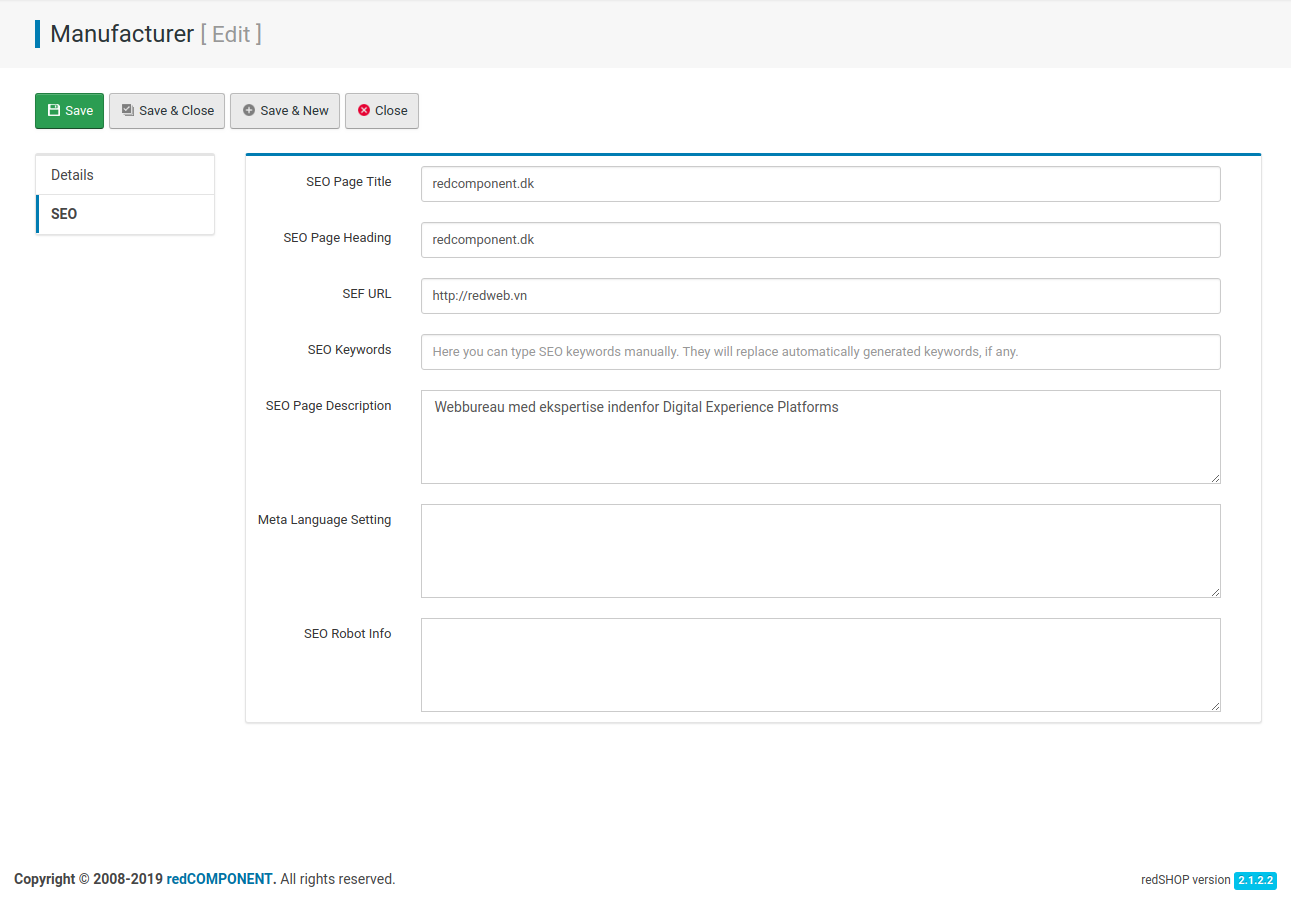 Manufacturer [ Edit ]
Save
Save & Close
Save & New
Close
Details
SEO
SEO Page Title
redcomponent.dk
SEO Page Heading
redcomponent.dk
SEF URL
http://redweb.vn
SEO Keywords
Here you can type SEO keywords manually. They will replace automatically generated keywords, if any.
SEO Page Description
Webbureau med ekspertise indenfor Digital Experience Platforms
Meta Language Setting
SEO Robot Info
Copyright © 2008-2019 redCOMPONENT. All rights reserved.
redSHOP version 2.1.2.2